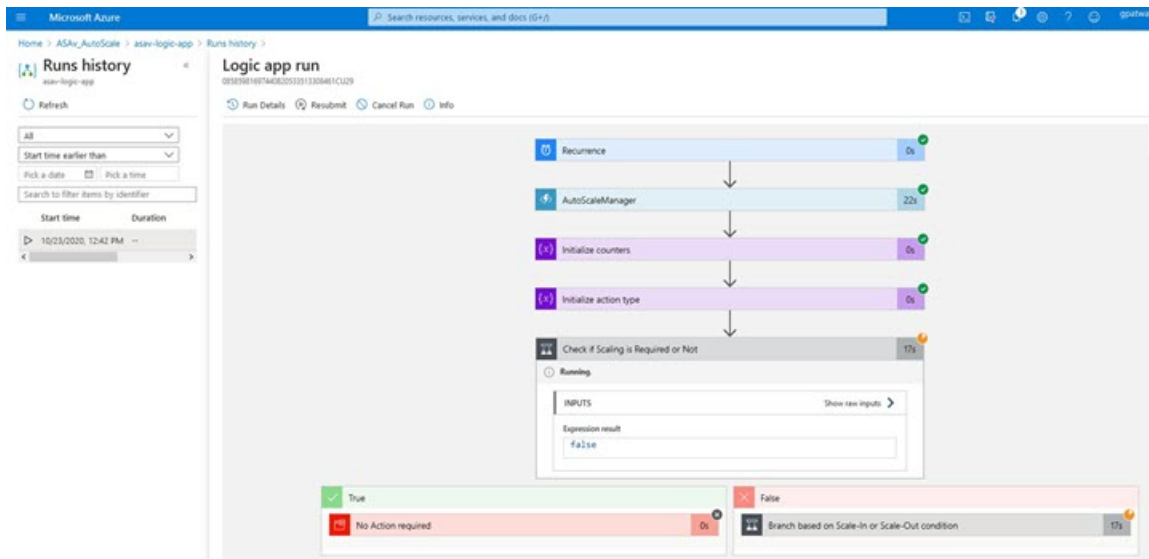 Microsoft Azure
Search resources, services, and docs (G+/)
gpatwa
Home > ASAv_AutoScale > asav-logic-app > Runs history >
Runs history
asav-logic-app
Refresh
All
Start time earlier than
Pick a date
Pick a time
Search to filter items by identifier
Start time Duration
10/23/2020, 12:42 PM --
Logic app run
Run Details Resubmit Cancel Run Info
Recurrence 0s
AutoScaleManager 22s
Initialize counters 0s
Initialize action type 0s
Check if Scaling is Required or Not 17s
Running.
INPUTS Show raw inputs
Expression result
false
True
No Action required 0s
False
Branch based on Scale-In or Scale-Out condition 17s